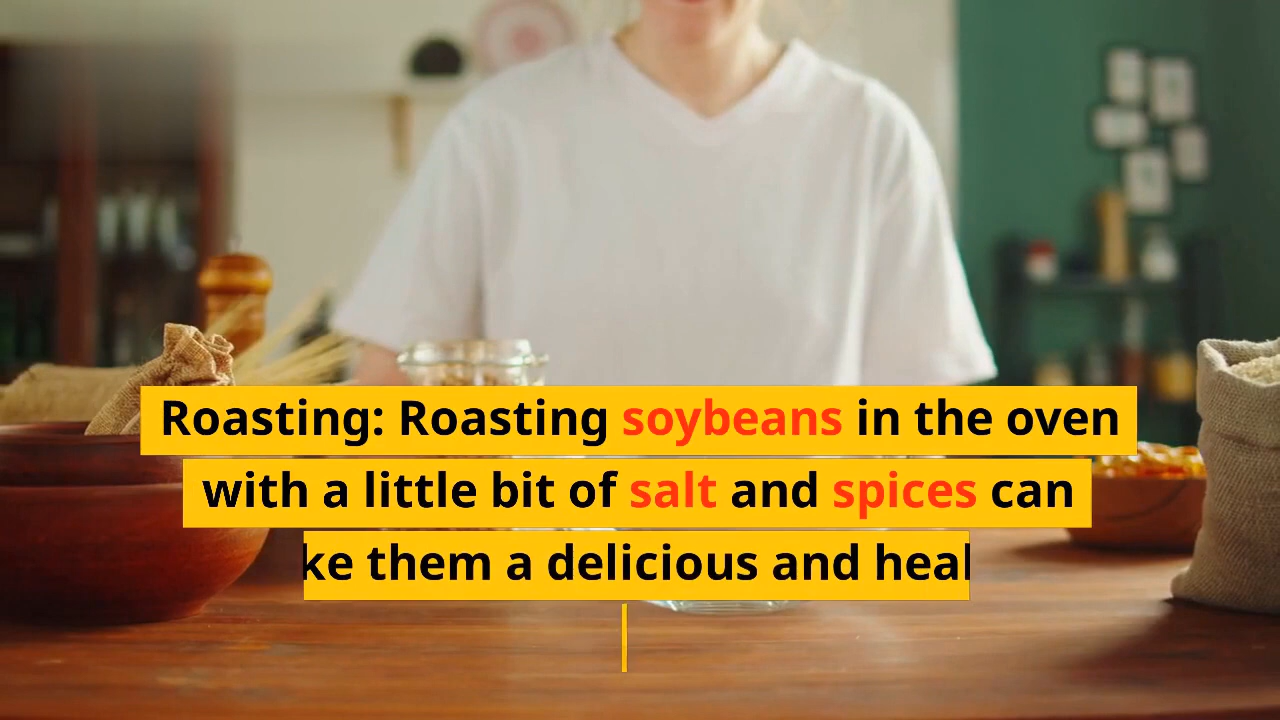 Roasting: Roasting soybeans in the oven
with a little bit of salt and spices can
ke them a delicious and heal